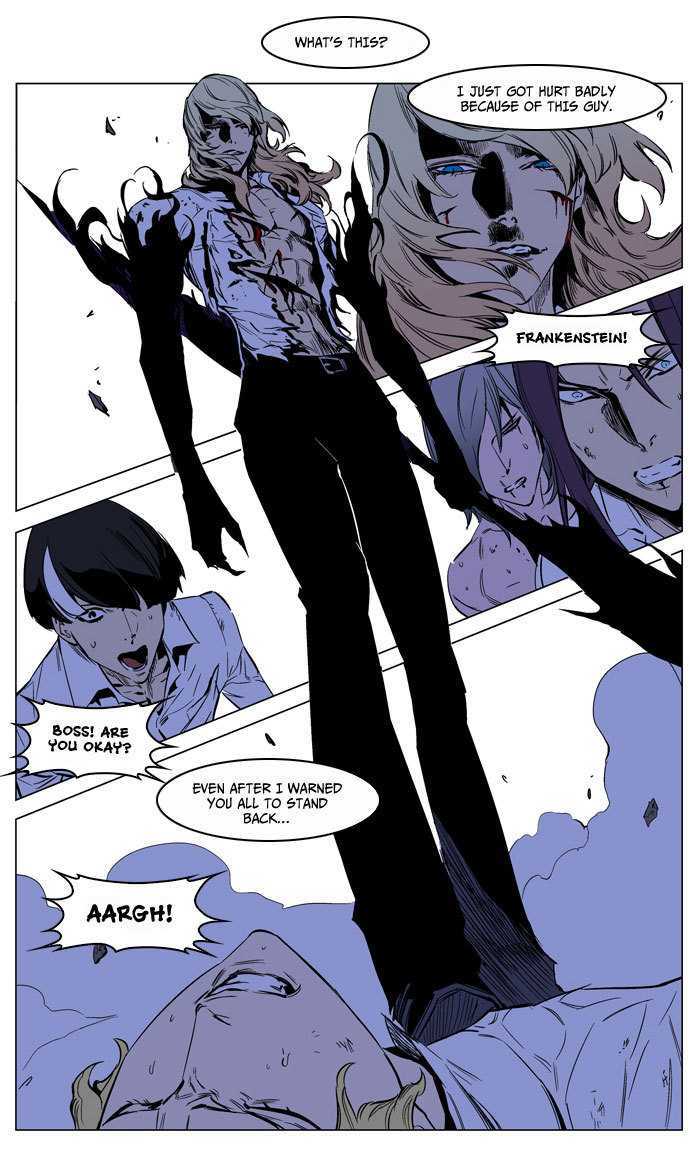 WHAT'S THIS?
I JUST GOT HURT BADLY
BECAUSE OF THIS GUY.
FRANKENSTEIN!
BOSS! ARE
YOU OKAY?
EVEN AFTER I WARNED
YOU ALL TO STAND
BACK...
AARGH!